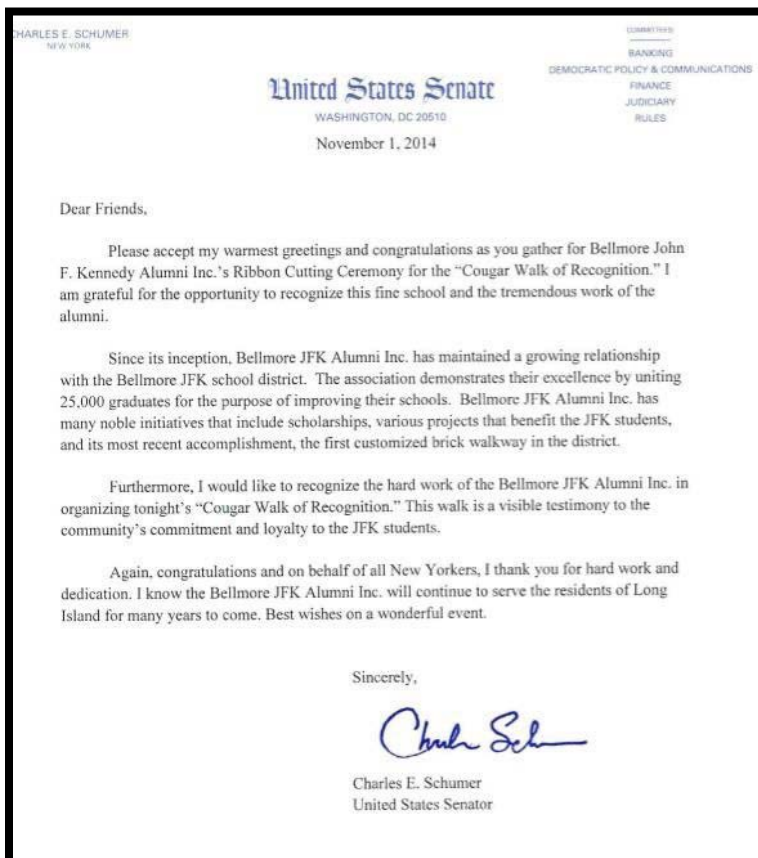 CHARLES E. SCHUMER
NEW YORK
COMMITTEES:
BANKING
DEMOCRATIC POLICY & COMMUNICATIONS
FINANCE
JUDICIARY
RULES
United States Senate
WASHINGTON, DC 20510
November 1, 2014
Dear Friends,
Please accept my warmest greetings and congratulations as you gather for Bellmore John
F. Kennedy Alumni Inc.'s Ribbon Cutting Ceremony for the “Cougar Walk of Recognition.” I
am grateful for the opportunity to recognize this fine school and the tremendous work of the
alumni.
Since its inception, Bellmore JFK Alumni Inc. has maintained a growing relationship
with the Bellmore JFK school district. The association demonstrates their excellence by uniting
25,000 graduates for the purpose of improving their schools. Bellmore JFK Alumni Inc. has
many noble initiatives that include scholarships, various projects that benefit the JFK students,
and its most recent accomplishment, the first customized brick walkway in the district.
Furthermore, I would like to recognize the hard work of the Bellmore JFK Alumni Inc. in
organizing tonight's “Cougar Walk of Recognition.” This walk is a visible testimony to the
community's commitment and loyalty to the JFK students.
Again, congratulations and on behalf of all New Yorkers, I thank you for hard work and
dedication. I know the Bellmore JFK Alumni Inc. will continue to serve the residents of Long
Island for many years to come. Best wishes on a wonderful event.
Sincerely,
Charles E. Schumer
United States Senator